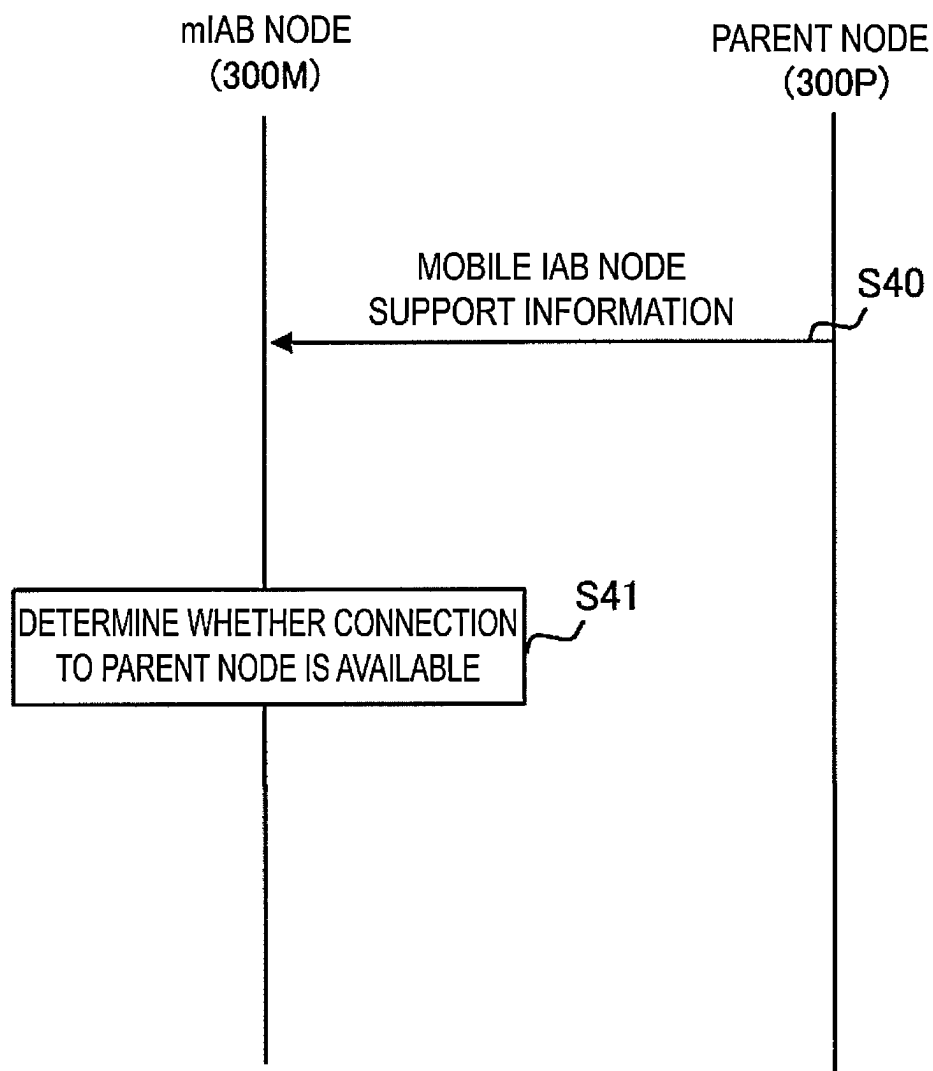 mIAB NODE
(300M)
PARENT NODE
(300P)
MOBILE IAB NODE
SUPPORT INFORMATION
S40
S41
DETERMINE WHETHER CONNECTION
TO PARENT NODE IS AVAILABLE